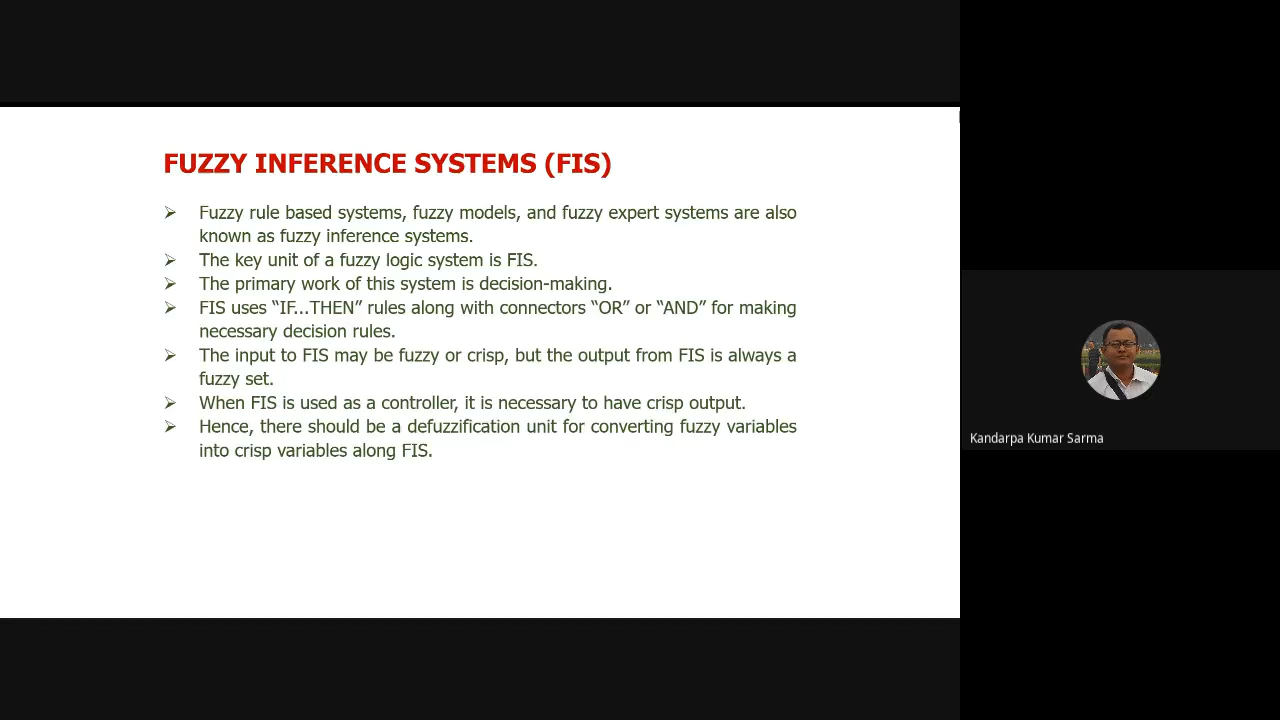 FUZZY INFERENCE SYSTEMS (FIS)
➢ Fuzzy rule based systems, fuzzy models, and fuzzy expert systems are also
known as fuzzy inference systems.
➢ The key unit of a fuzzy logic system is FIS.
➢ The primary work of this system is decision-making.
➢ FIS uses “IF...THEN” rules along with connectors “OR” or “AND” for making
necessary decision rules.
➢ The input to FIS may be fuzzy or crisp, but the output from FIS is always a
fuzzy set.
➢ When FIS is used as a controller, it is necessary to have crisp output.
➢ Hence, there should be a defuzzification unit for converting fuzzy variables
into crisp variables along FIS.
Kandarpa Kumar Sarma